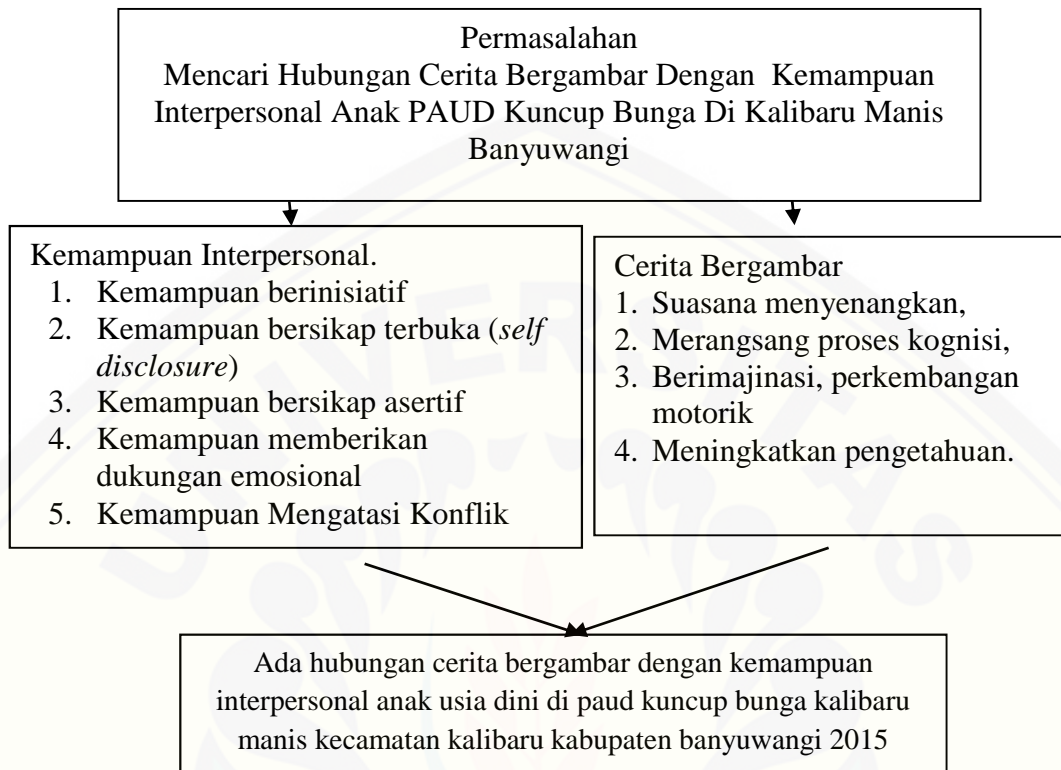 Permasalahan
Mencari Hubungan Cerita Bergambar Dengan Kemampuan
Interpersonal Anak PAUD Kuncup Bunga Di Kalibaru Manis
Banyuwangi
Kemampuan Interpersonal.
1. Kemampuan berinisiatif
2. Kemampuan bersikap terbuka (self
disclosure)
3. Kemampuan bersikap asertif
4. Kemampuan memberikan
dukungan emosional
5. Kemampuan Mengatasi Konflik
Cerita Bergambar
1. Suasana menyenangkan,
2. Merangsang proses kognisi,
3. Berimajinasi, perkembangan
motorik
4. Meningkatkan pengetahuan.
Ada hubungan cerita bergambar dengan kemampuan
interpersonal anak usia dini di paud kuncup bunga kalibaru
manis kecamatan kalibaru kabupaten banyuwangi 2015
UNIVERSITAS